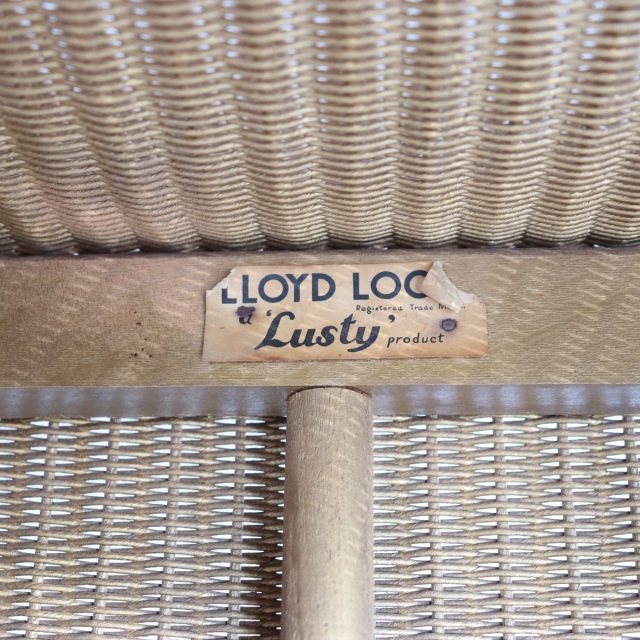 LLOYD LOO
Registered Trade M
a 'Lusty' product